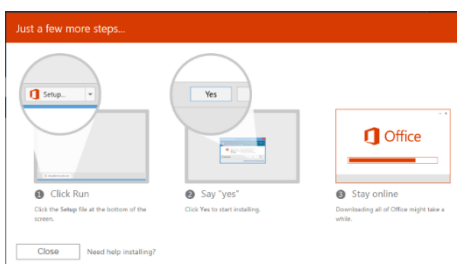 Just a few more steps...
Setup...
Yes
Office
1 Click Run
2 Say "yes"
3 Stay online
Click the Setup file at the bottom of the
screen.
Click Yes to start installing.
Downloading all of Office might take a
while.
Close
Need help installing?